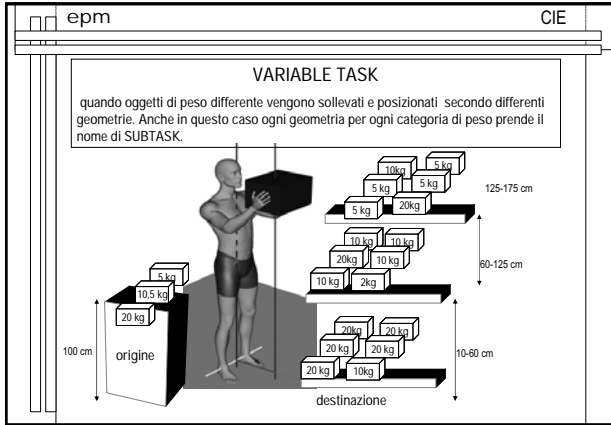 epm
CIE
VARIABLE TASK
quando oggetti di peso differente vengono sollevati e posizionati secondo differenti
geometrie. Anche in questo caso ogni geometria per ogni categoria di peso prende il
nome di SUBTASK.
10kg
5 kg
5 kg
5 kg
5 kg
20kg
125-175 cm
10 kg
10 kg
20kg
10 kg
10 kg
2kg
60-125 cm
5 kg
10,5 kg
20 kg
100 cm
origine
20kg
20 kg
20 kg
20 kg
20 kg
10kg
10-60 cm
destinazione